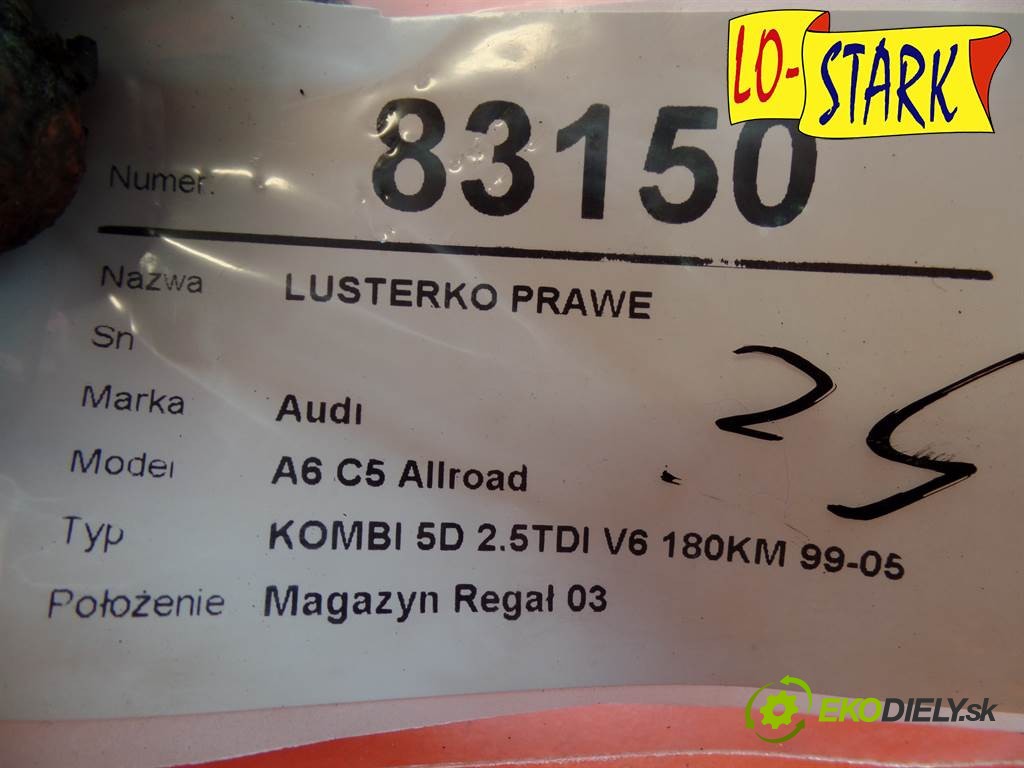 LO-STARK
Numer: 83150
Nazwa LUSTERKO PRAWE
Sn
Marka Audi
Model A6 C5 Allroad
Typ KOMBI 5D 2.5TDI V6 180KM 99-05
Położenie Magazyn Regał 03
25
EKODIELY.sk